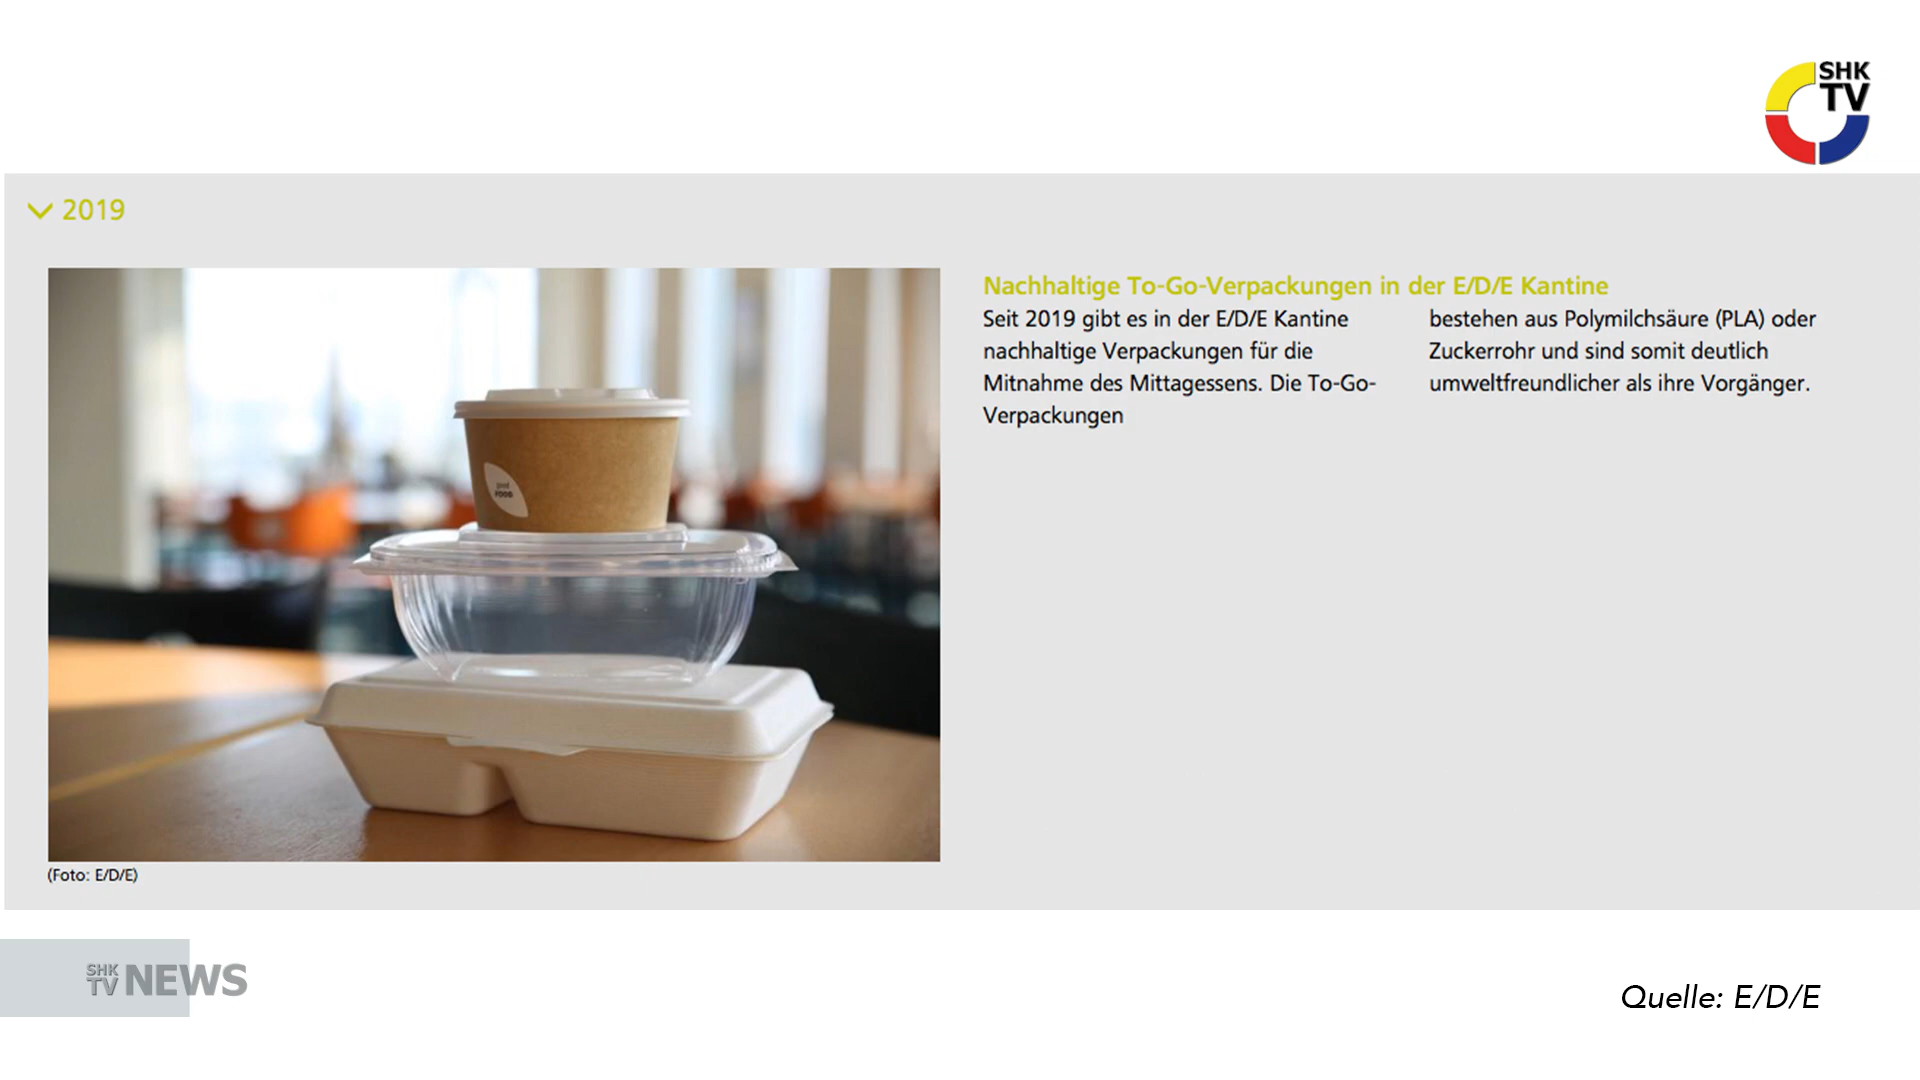 SHK
TV
2019
Nachhaltige To-Go-Verpackungen in der E/D/E Kantine
Seit 2019 gibt es in der E/D/E Kantine
nachhaltige Verpackungen für die
Mitnahme des Mittagessens. Die To-Go-
Verpackungen
bestehen aus Polymilchsäure (PLA) oder
Zuckerrohr und sind somit deutlich
umweltfreundlicher als ihre Vorgänger.
good
FOOD
(Foto: E/D/E)
SHK
TV NEWS
Quelle: E/D/E